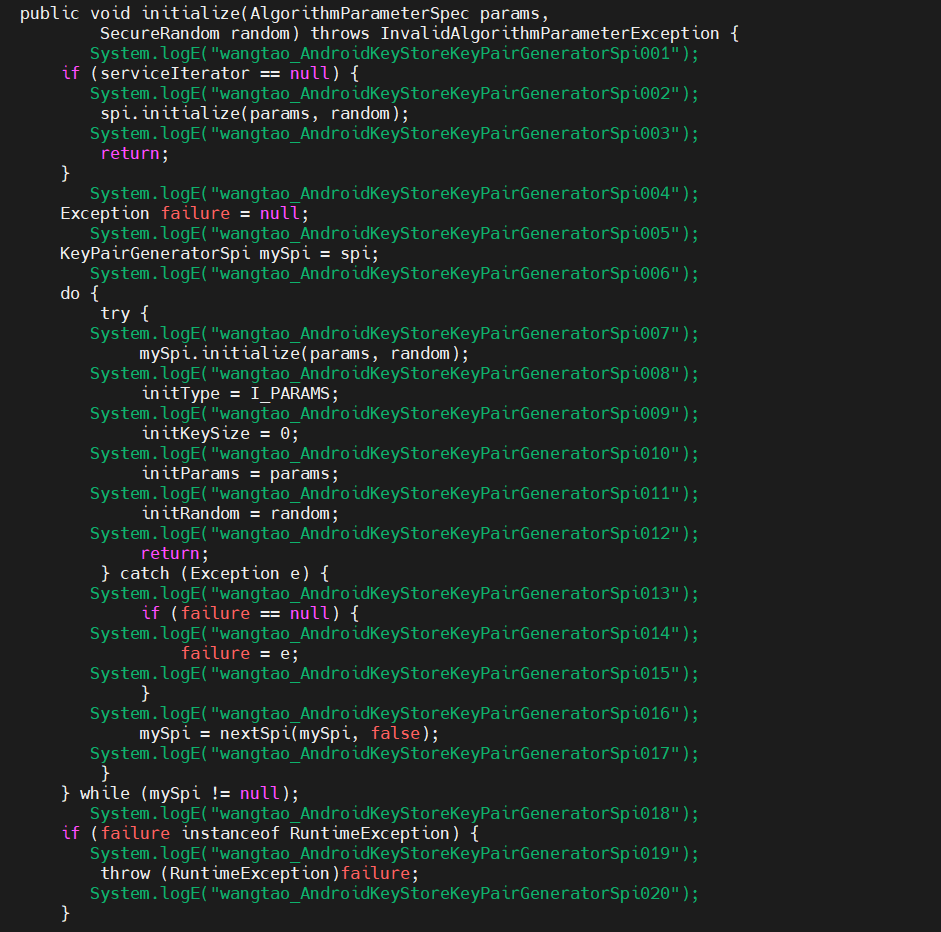 public void initialize(AlgorithmParameterSpec params,
        SecureRandom random) throws InvalidAlgorithmParameterException {
       System.logE("wangtao_AndroidKeyStoreKeyPairGeneratorSpi001");
    if (serviceIterator == null) {
       System.logE("wangtao_AndroidKeyStoreKeyPairGeneratorSpi002");
        spi.initialize(params, random);
       System.logE("wangtao_AndroidKeyStoreKeyPairGeneratorSpi003");
        return;
    }
       System.logE("wangtao_AndroidKeyStoreKeyPairGeneratorSpi004");
    Exception failure = null;
       System.logE("wangtao_AndroidKeyStoreKeyPairGeneratorSpi005");
    KeyPairGeneratorSpi mySpi = spi;
       System.logE("wangtao_AndroidKeyStoreKeyPairGeneratorSpi006");
    do {
        try {
       System.logE("wangtao_AndroidKeyStoreKeyPairGeneratorSpi007");
            mySpi.initialize(params, random);
       System.logE("wangtao_AndroidKeyStoreKeyPairGeneratorSpi008");
            initType = I_PARAMS;
       System.logE("wangtao_AndroidKeyStoreKeyPairGeneratorSpi009");
            initKeySize = 0;
       System.logE("wangtao_AndroidKeyStoreKeyPairGeneratorSpi010");
            initParams = params;
       System.logE("wangtao_AndroidKeyStoreKeyPairGeneratorSpi011");
            initRandom = random;
       System.logE("wangtao_AndroidKeyStoreKeyPairGeneratorSpi012");
            return;
        } catch (Exception e) {
       System.logE("wangtao_AndroidKeyStoreKeyPairGeneratorSpi013");
            if (failure == null) {
       System.logE("wangtao_AndroidKeyStoreKeyPairGeneratorSpi014");
                failure = e;
       System.logE("wangtao_AndroidKeyStoreKeyPairGeneratorSpi015");
            }
       System.logE("wangtao_AndroidKeyStoreKeyPairGeneratorSpi016");
            mySpi = nextSpi(mySpi, false);
       System.logE("wangtao_AndroidKeyStoreKeyPairGeneratorSpi017");
        }
    } while (mySpi != null);
       System.logE("wangtao_AndroidKeyStoreKeyPairGeneratorSpi018");
    if (failure instanceof RuntimeException) {
       System.logE("wangtao_AndroidKeyStoreKeyPairGeneratorSpi019");
        throw (RuntimeException)failure;
       System.logE("wangtao_AndroidKeyStoreKeyPairGeneratorSpi020");
    }